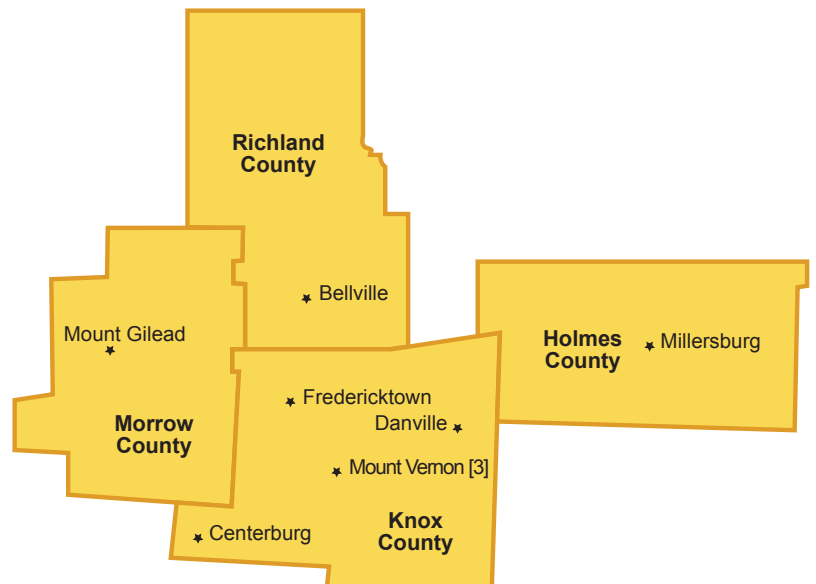 Richland
County
Bellville
Mount Gilead
Holmes
County
Millersburg
Fredericktown
Danville
Morrow
County
Mount Vernon [3]
Knox
County
Centerburg